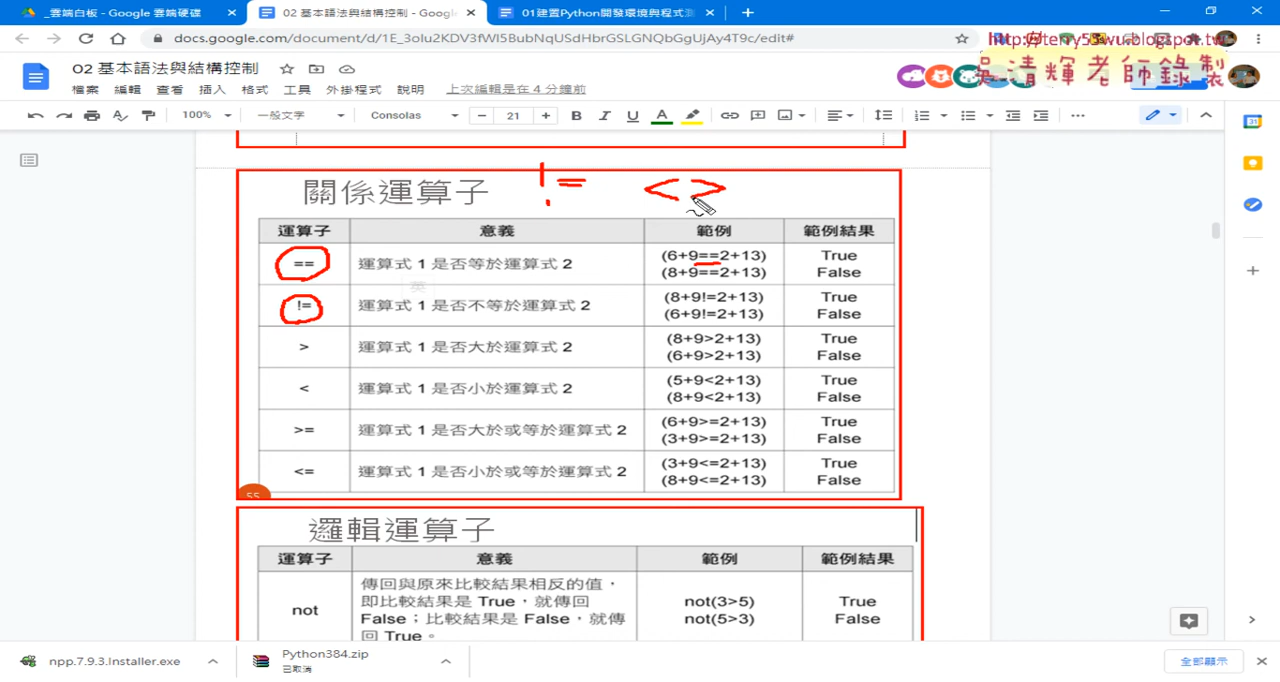 _雲端白板 - Google 雲端硬碟
02 基本語法與結構控制 - Google
01建置Python開發環境與程式
docs.google.com/document/d/1E_3oIu2KDV3fWI5BubNqUSdHbrGSLGNQbGgUjAy4T9c/edit#
http://terry55wu.blogspot.tw
吳清輝老師錄製
02 基本語法與結構控制
檔案 編輯 查看 插入 格式 工具 外掛程式 說明 上次編輯是在 4 分鐘前
100% 一般文字 Consolas - 21 + B I U A
關係運算子 != <>
運算子 意義 範例 範例結果
== 運算式 1 是否等於運算式 2 (6+9==2+13) True
(8+9==2+13) False
英
!= 運算式 1 是否不等於運算式 2 (8+9!=2+13) True
(6+9!=2+13) False
> 運算式 1 是否大於運算式 2 (8+9>2+13) True
(6+9>2+13) False
< 運算式 1 是否小於運算式 2 (5+9<2+13) True
(8+9<2+13) False
>= 運算式 1 是否大於或等於運算式 2 (6+9>=2+13) True
(3+9>=2+13) False
<= 運算式 1 是否小於或等於運算式 2 (3+9<=2+13) True
(8+9<=2+13) False
55
邏輯運算子
運算子 意義 範例 範例結果
not 傳回與原來比較結果相反的值，
即比較結果是 True，就傳回 not(3>5) True
False；比較結果是 False，就傳 not(5>3) False
回 True。
npp.7.9.3.Installer.exe
Python384.zip
已取消
全部顯示
31